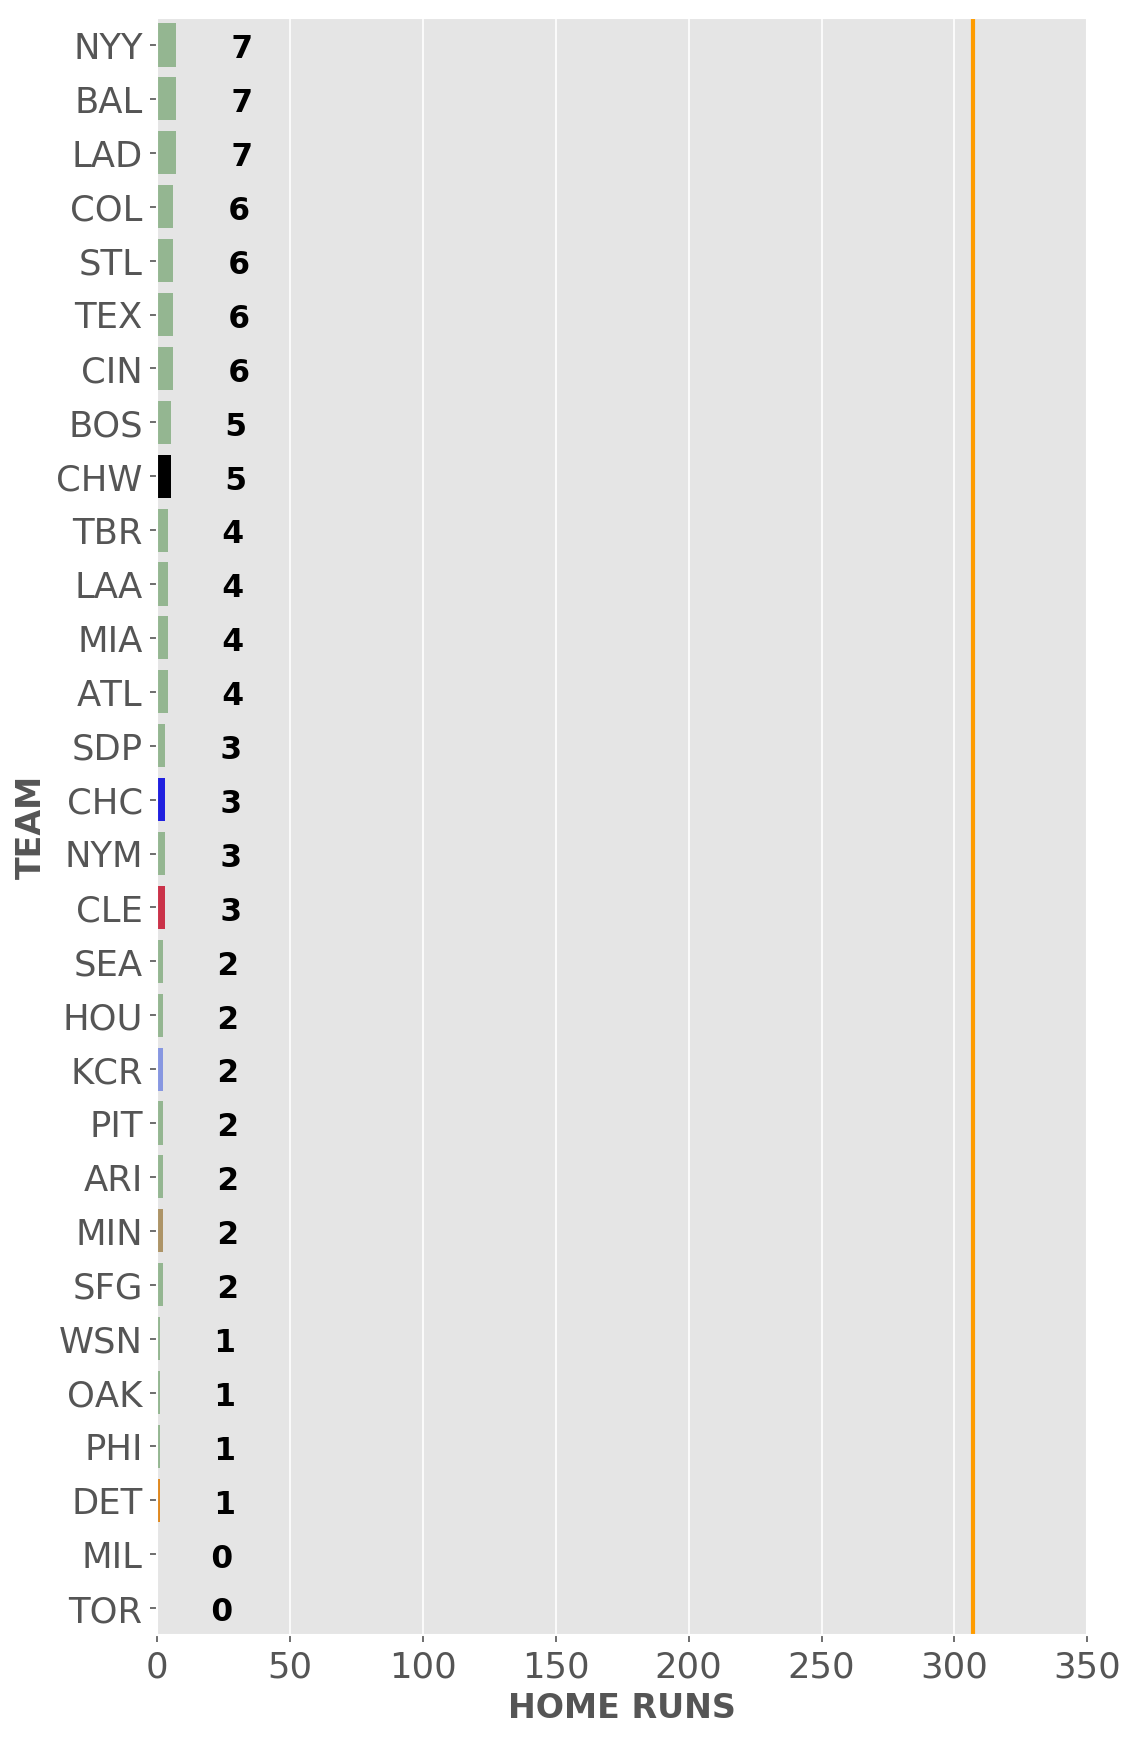 NYY 7
BAL 7
LAD 7
COL 6
STL 6
TEX 6
CIN 6
BOS 5
CHW 5
TBR 4
LAA 4
MIA 4
ATL 4
SDP 3
CHC 3
NYM 3
CLE 3
SEA 2
HOU 2
KCR 2
PIT 2
ARI 2
MIN 2
SFG 2
WSN 1
OAK 1
PHI 1
DET 1
MIL 0
TOR 0
TEAM
0 50 100 150 200 250 300 350
HOME RUNS